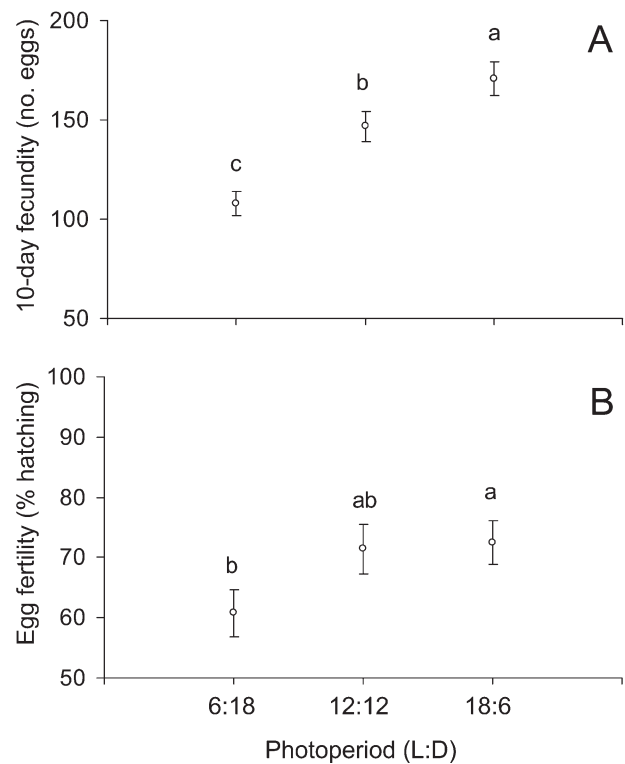 200
150
100
50
10-day fecundity (no. eggs)
A
a
b
c
100
90
80
70
60
50
Egg fertility (% hatching)
B
b
ab
a
6:18 12:12 18:6
Photoperiod (L:D)